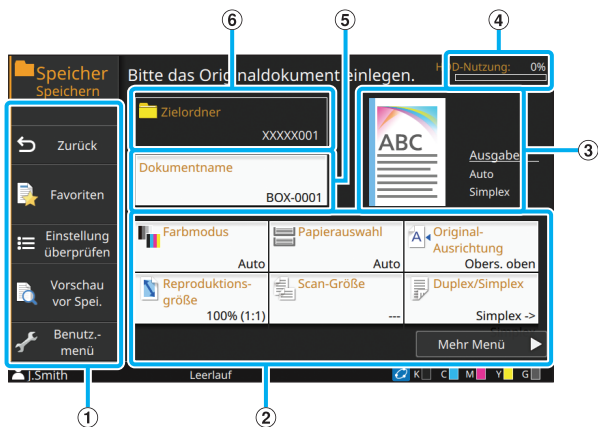 6
5
4
Speicher
Speichern
Bitte das Originaldokument einlegen.
HDD-Nutzung: 0%
Zielordner
XXXXX001
Dokumentname
BOX-0001
ABC
Ausgabe
Auto
Simplex
3
Zurück
Favoriten
Einstellung
überprüfen
Vorschau
vor Spei.
Benutz.-
menü
Farbmodus
Auto
Papierauswahl
Auto
A
Original-
Ausrichtung
Obers. oben
Reproduktions-
größe
100% (1:1)
Scan-Größe
---
Duplex/Simplex
Simplex ->
Mehr Menü
J.Smith
Leerlauf
K C M Y G
1
2